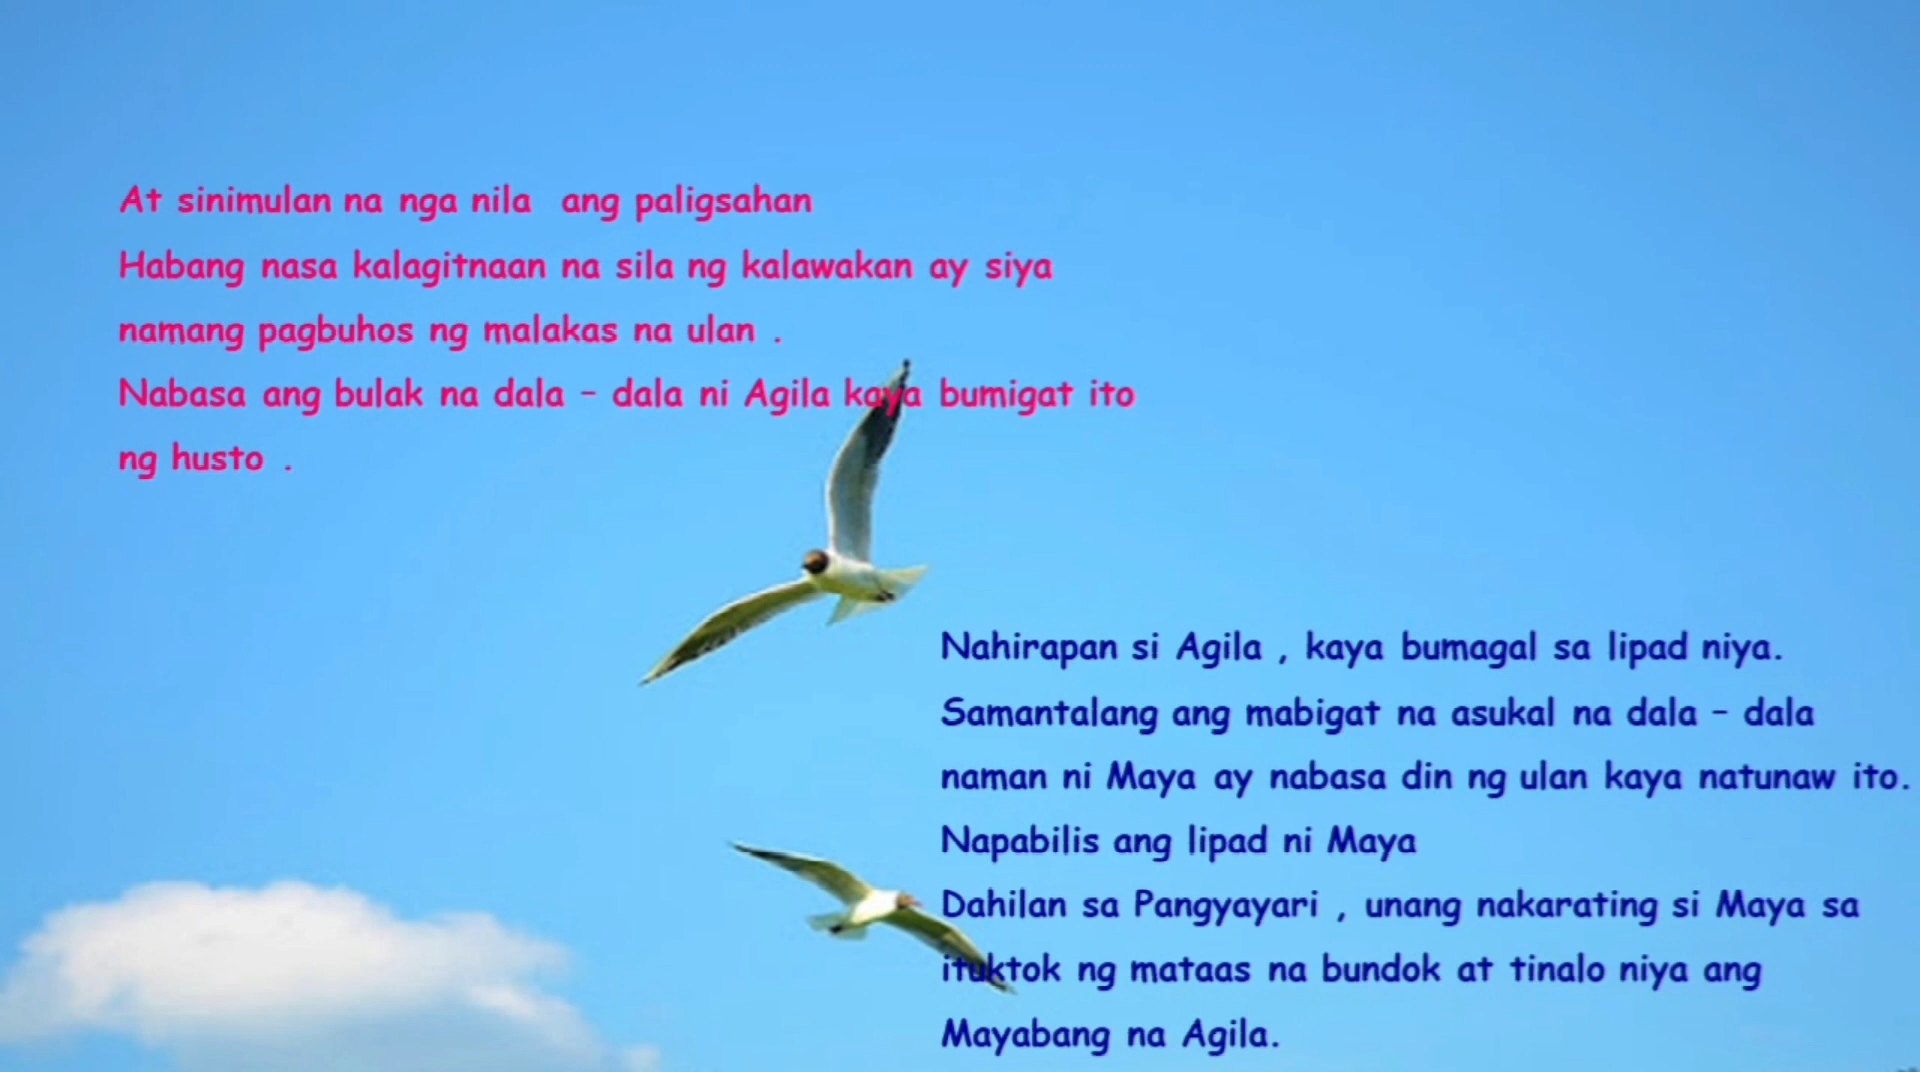 At sinimulan na nga nila ang paligsahan
Habang nasa kalagitnaan na sila ng kalawakan ay siya
namang pagbuhos ng malakas na ulan .
Nabasa ang bulak na dala - dala ni Agila kaya bumigat ito
ng husto .
Nahirapan si Agila , kaya bumagal sa lipad niya.
Samantalang ang mabigat na asukal na dala - dala
naman ni Maya ay nabasa din ng ulan kaya natunaw ito.
Napabilis ang lipad ni Maya
Dahilan sa Pangyayari , unang nakarating si Maya sa
ituktok ng mataas na bundok at tinalo niya ang
Mayabang na Agila.